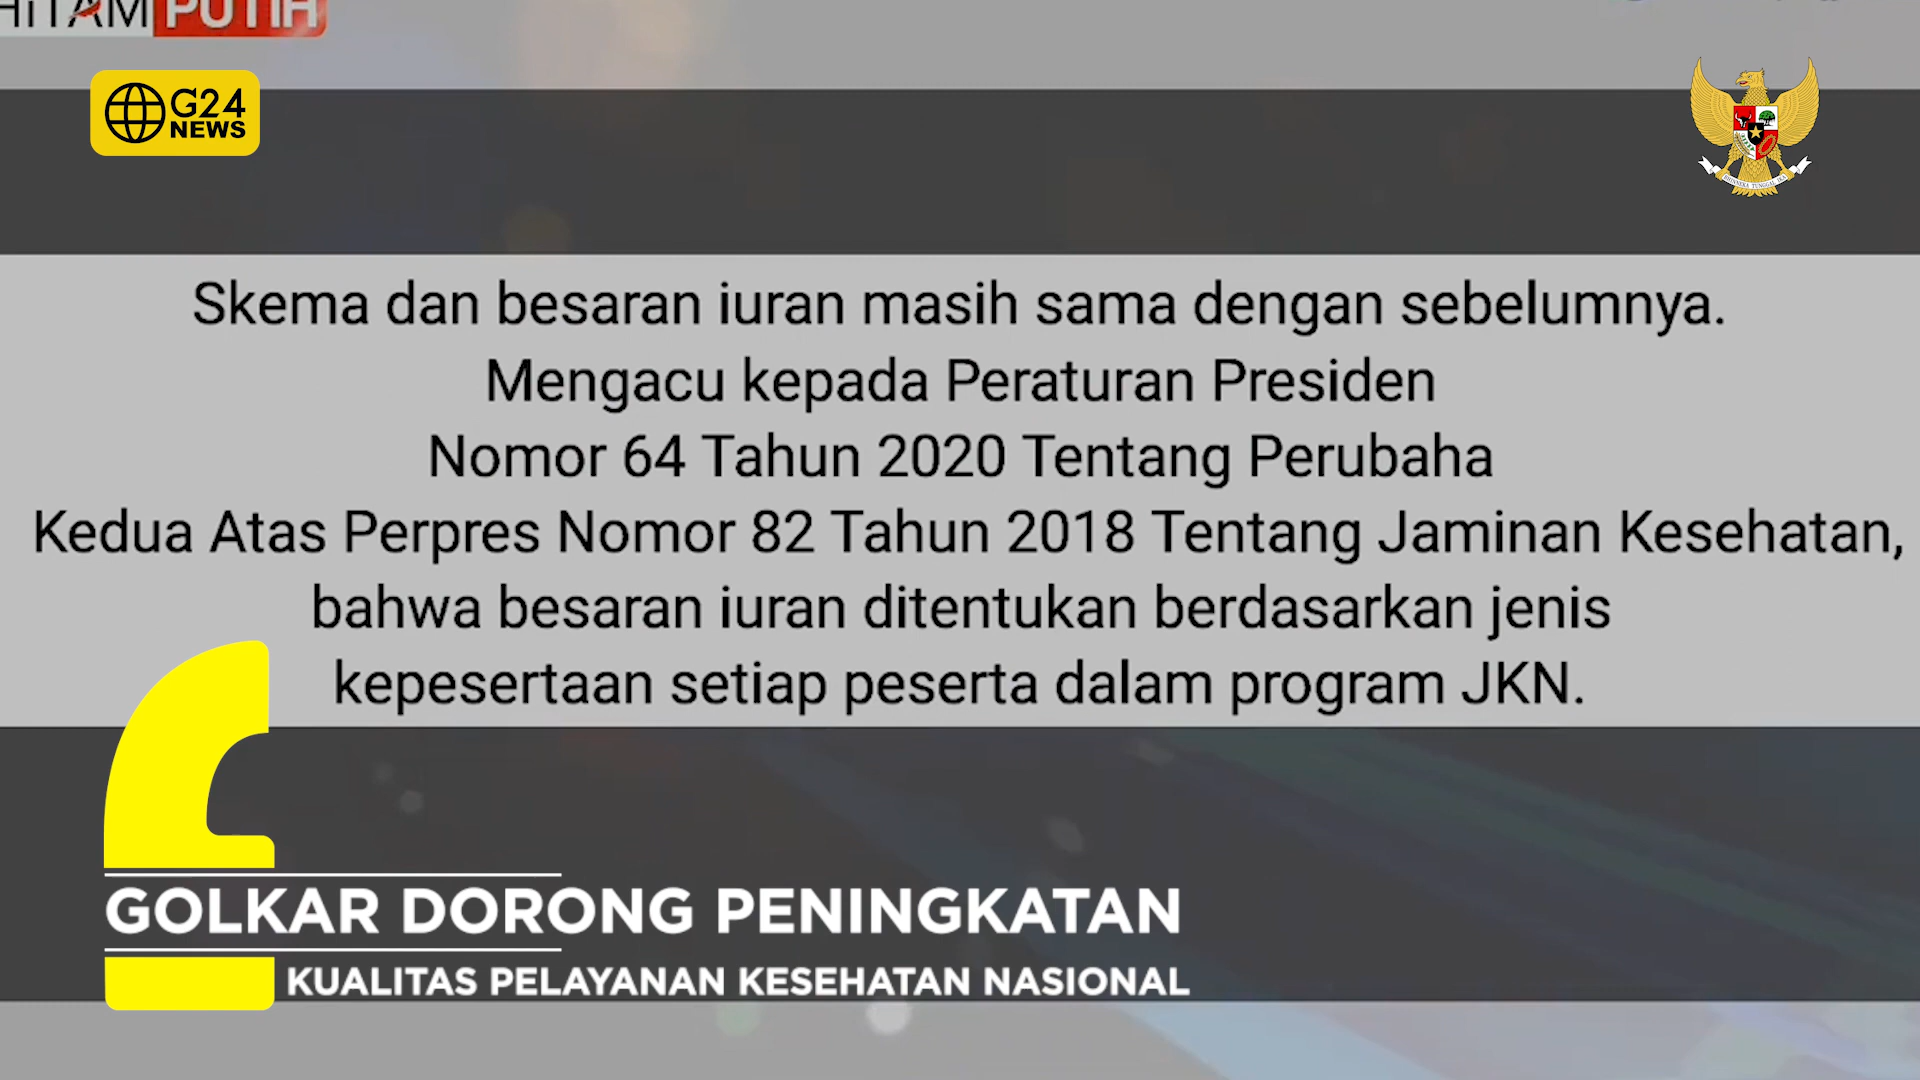 HITAM PUTIH
G24
NEWS
Skema dan besaran iuran masih sama dengan sebelumnya.
Mengacu kepada Peraturan Presiden
Nomor 64 Tahun 2020 Tentang Perubaha
Kedua Atas Perpres Nomor 82 Tahun 2018 Tentang Jaminan Kesehatan,
bahwa besaran iuran ditentukan berdasarkan jenis
kepesertaan setiap peserta dalam program JKN.
GOLKAR DORONG PENINGKATAN
KUALITAS PELAYANAN KESEHATAN NASIONAL